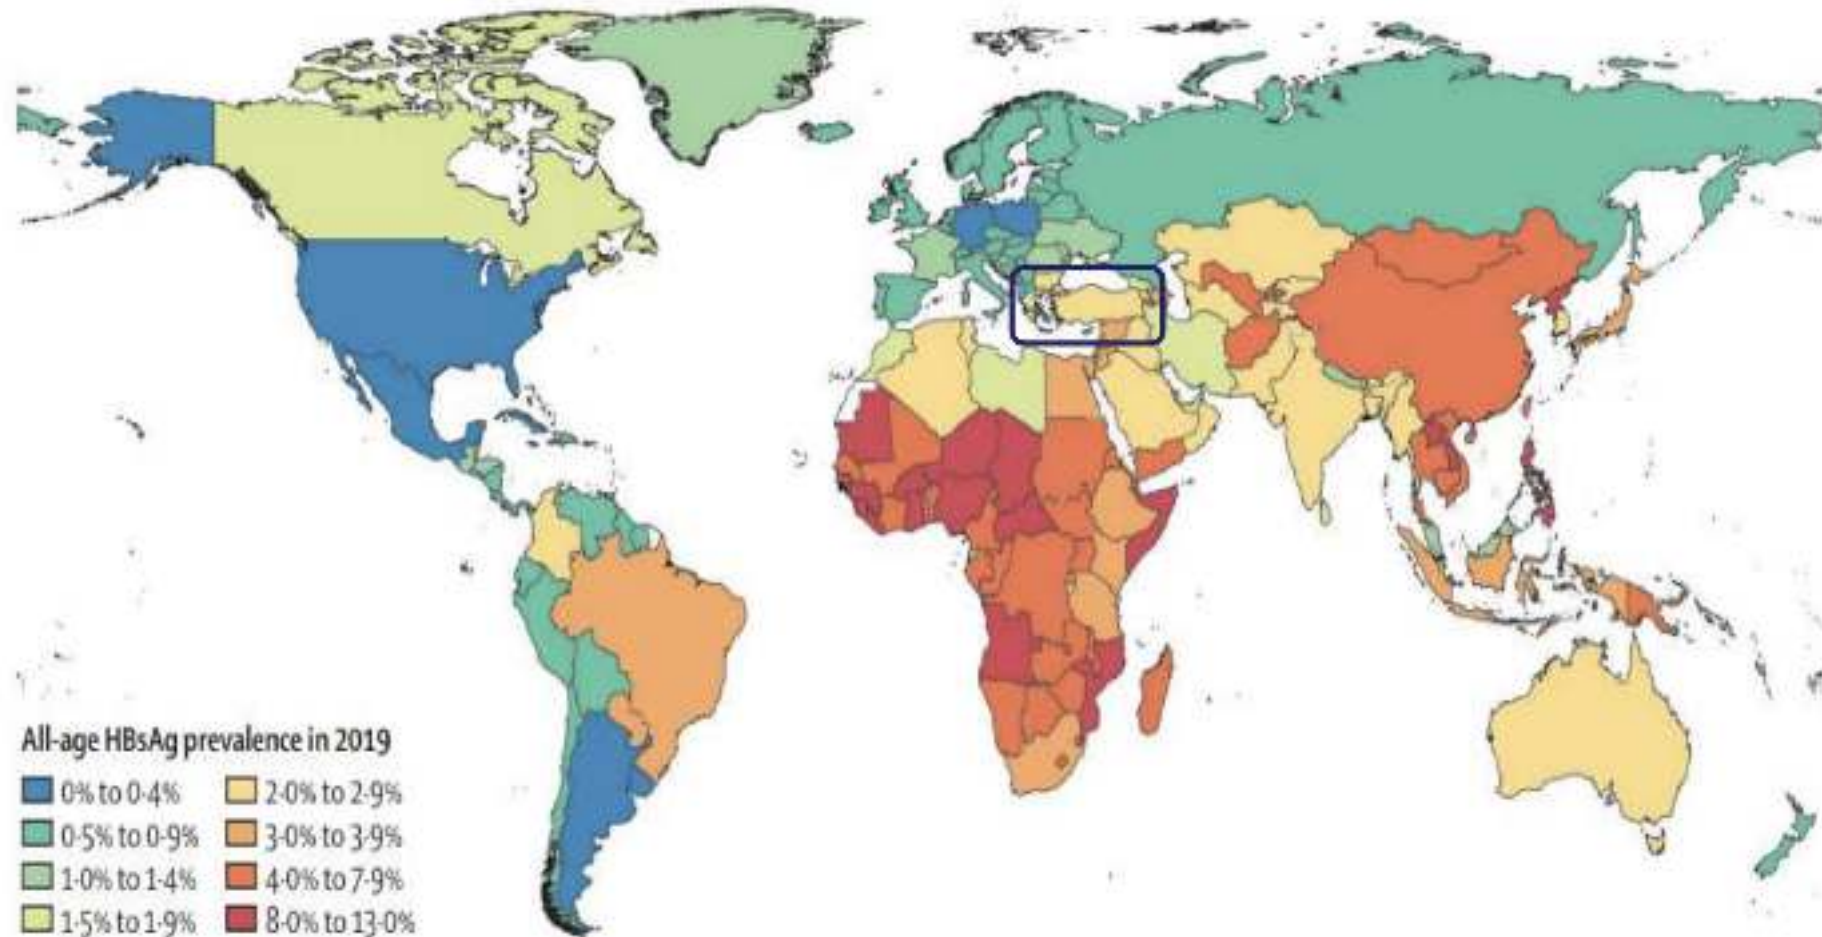 All-age HBsAg prevalence in 2019
0% to 0·4%
0·5% to 0·9%
1·0% to 1·4%
1·5% to 1·9%
2·0% to 2·9%
3·0% to 3·9%
4·0% to 7·9%
8·0% to 13·0%